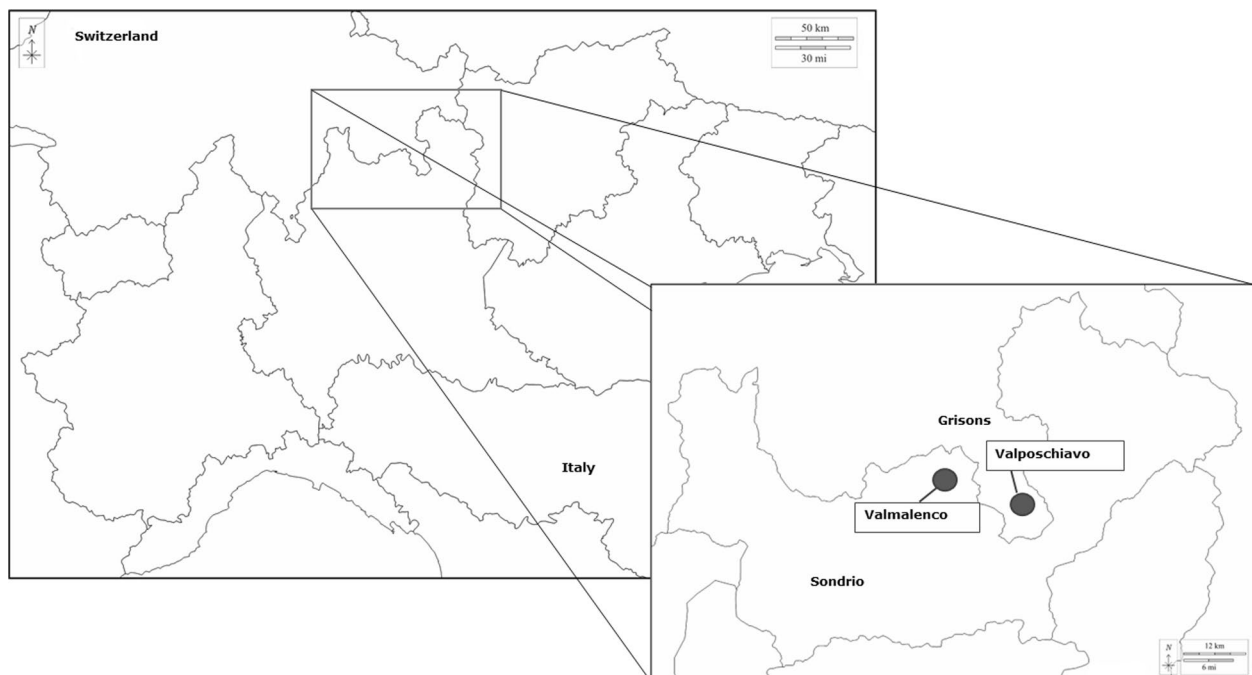 N
Switzerland
50 km
30 mi
Italy
Grisons
Valposchiavo
Valmalenco
Sondrio
N
12 km
6 mi